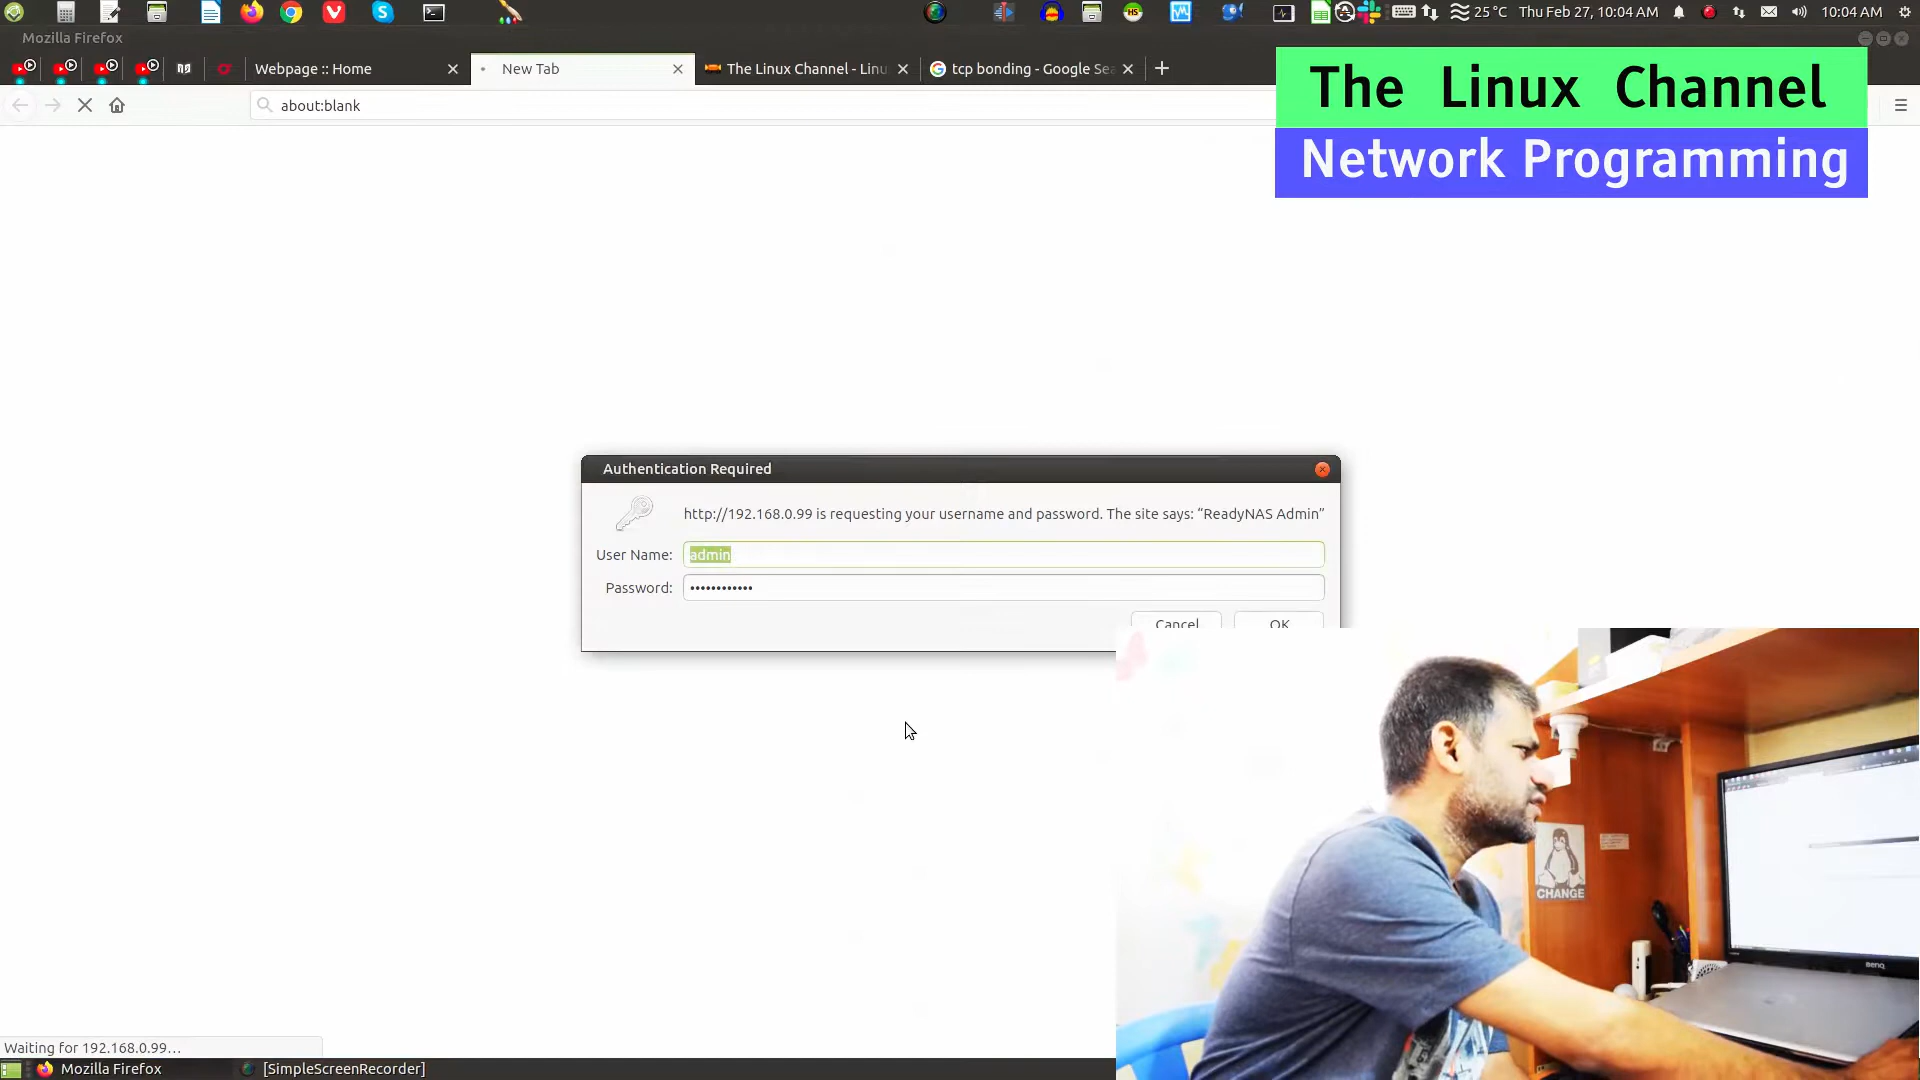 25 °C
Thu Feb 27, 10:04 AM
10:04 AM
Mozilla Firefox
Webpage :: Home
New Tab
The Linux Channel - Linu
tcp bonding - Google Sea
about:blank
The Linux Channel
Network Programming
Authentication Required
http://192.168.0.99 is requesting your username and password. The site says: “ReadyNAS Admin”
User Name:
admin
Password:
••••••••••••
Cancel
OK
CHANGE
BenQ
Waiting for 192.168.0.99…
Mozilla Firefox
[SimpleScreenRecorder]